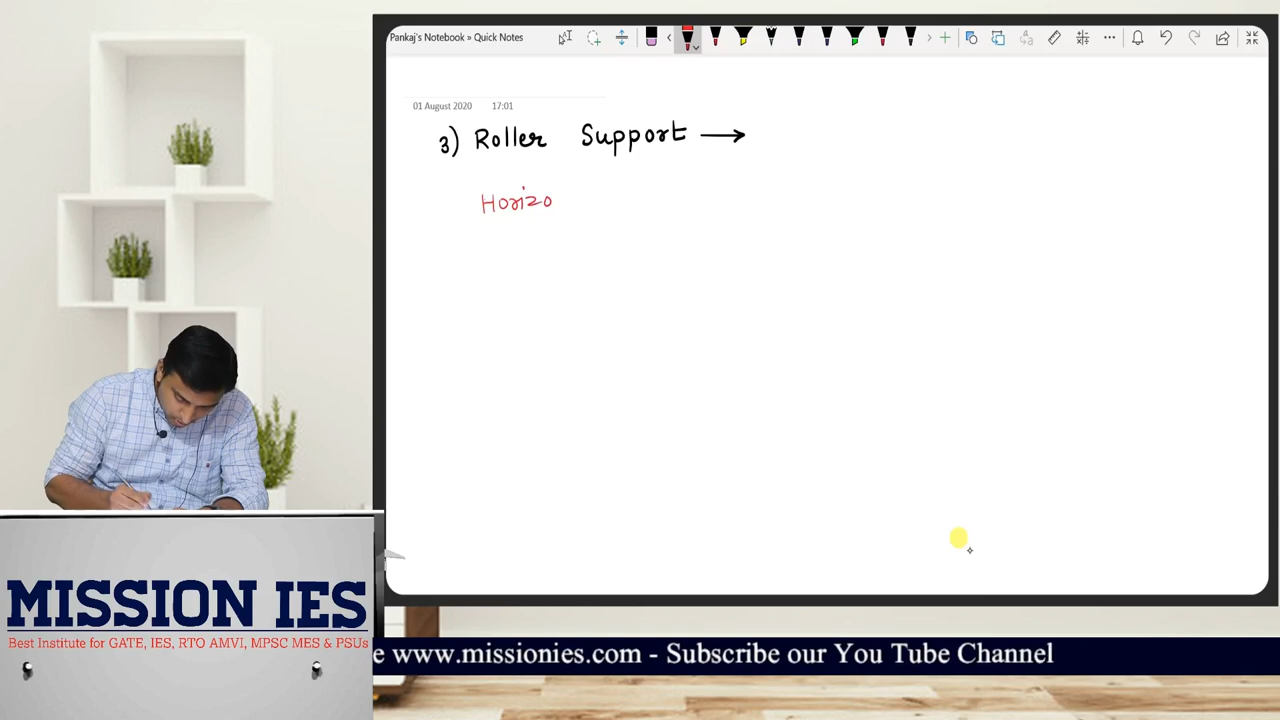 Pankaj's Notebook » Quick Notes
01 August 2020 17:01
3) Roller Support →
Horizo
MISSION IES
Best Institute for GATE, IES, RTO AMVI, MPSC MES & PSUs
e www.missionies.com - Subscribe our You Tube Channel